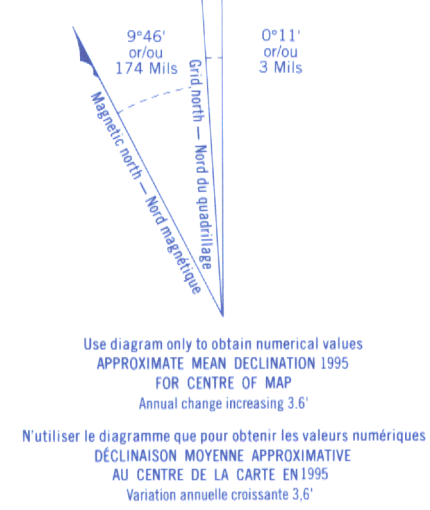 9°46'
or/ou
174 Mils
0°11'
or/ou
3 Mils
Magnetic north — Nord magnétique
Grid north — Nord du quadrillage
Use diagram only to obtain numerical values
APPROXIMATE MEAN DECLINATION 1995
FOR CENTRE OF MAP
Annual change increasing 3.6'
N'utiliser le diagramme que pour obtenir les valeurs numériques
DÉCLINAISON MOYENNE APPROXIMATIVE
AU CENTRE DE LA CARTE EN 1995
Variation annuelle croissante 3,6'